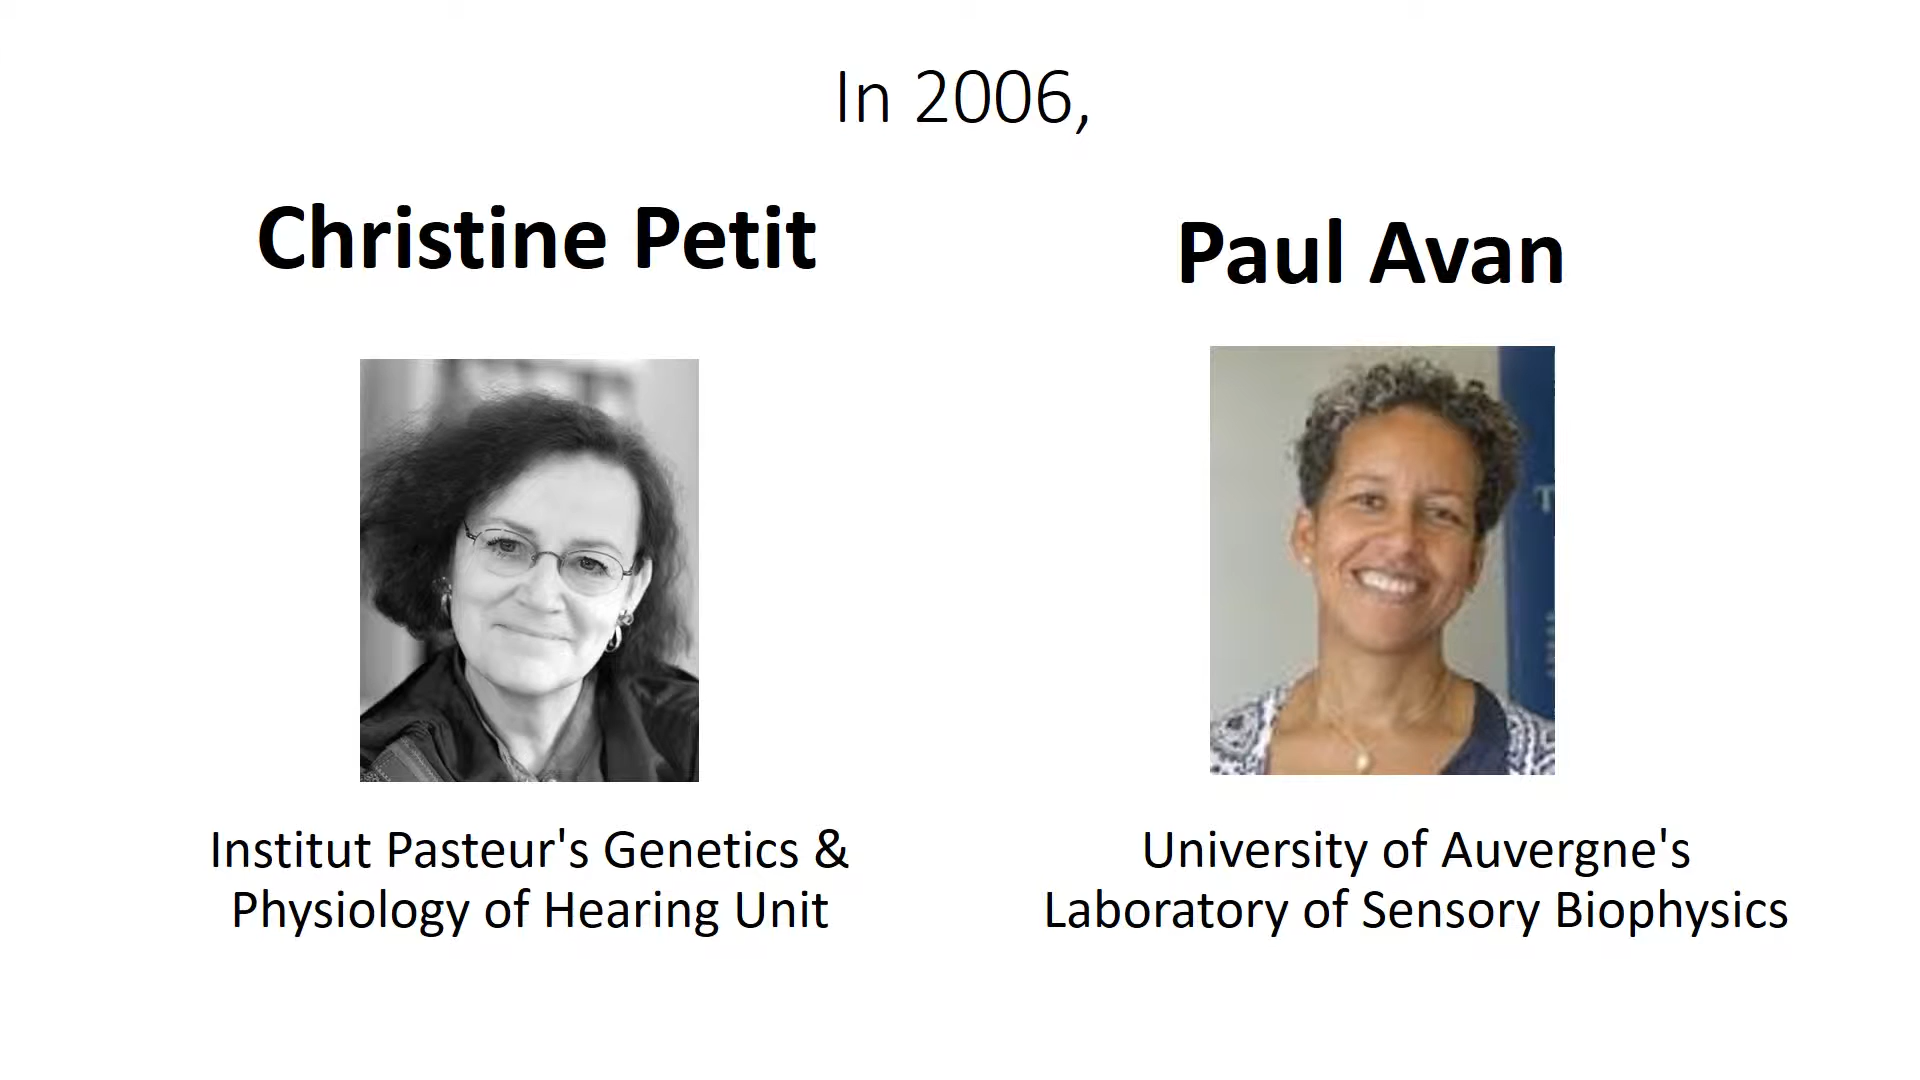 In 2006,
Christine Petit
Paul Avan
Institut Pasteur's Genetics &
Physiology of Hearing Unit
University of Auvergne's
Laboratory of Sensory Biophysics